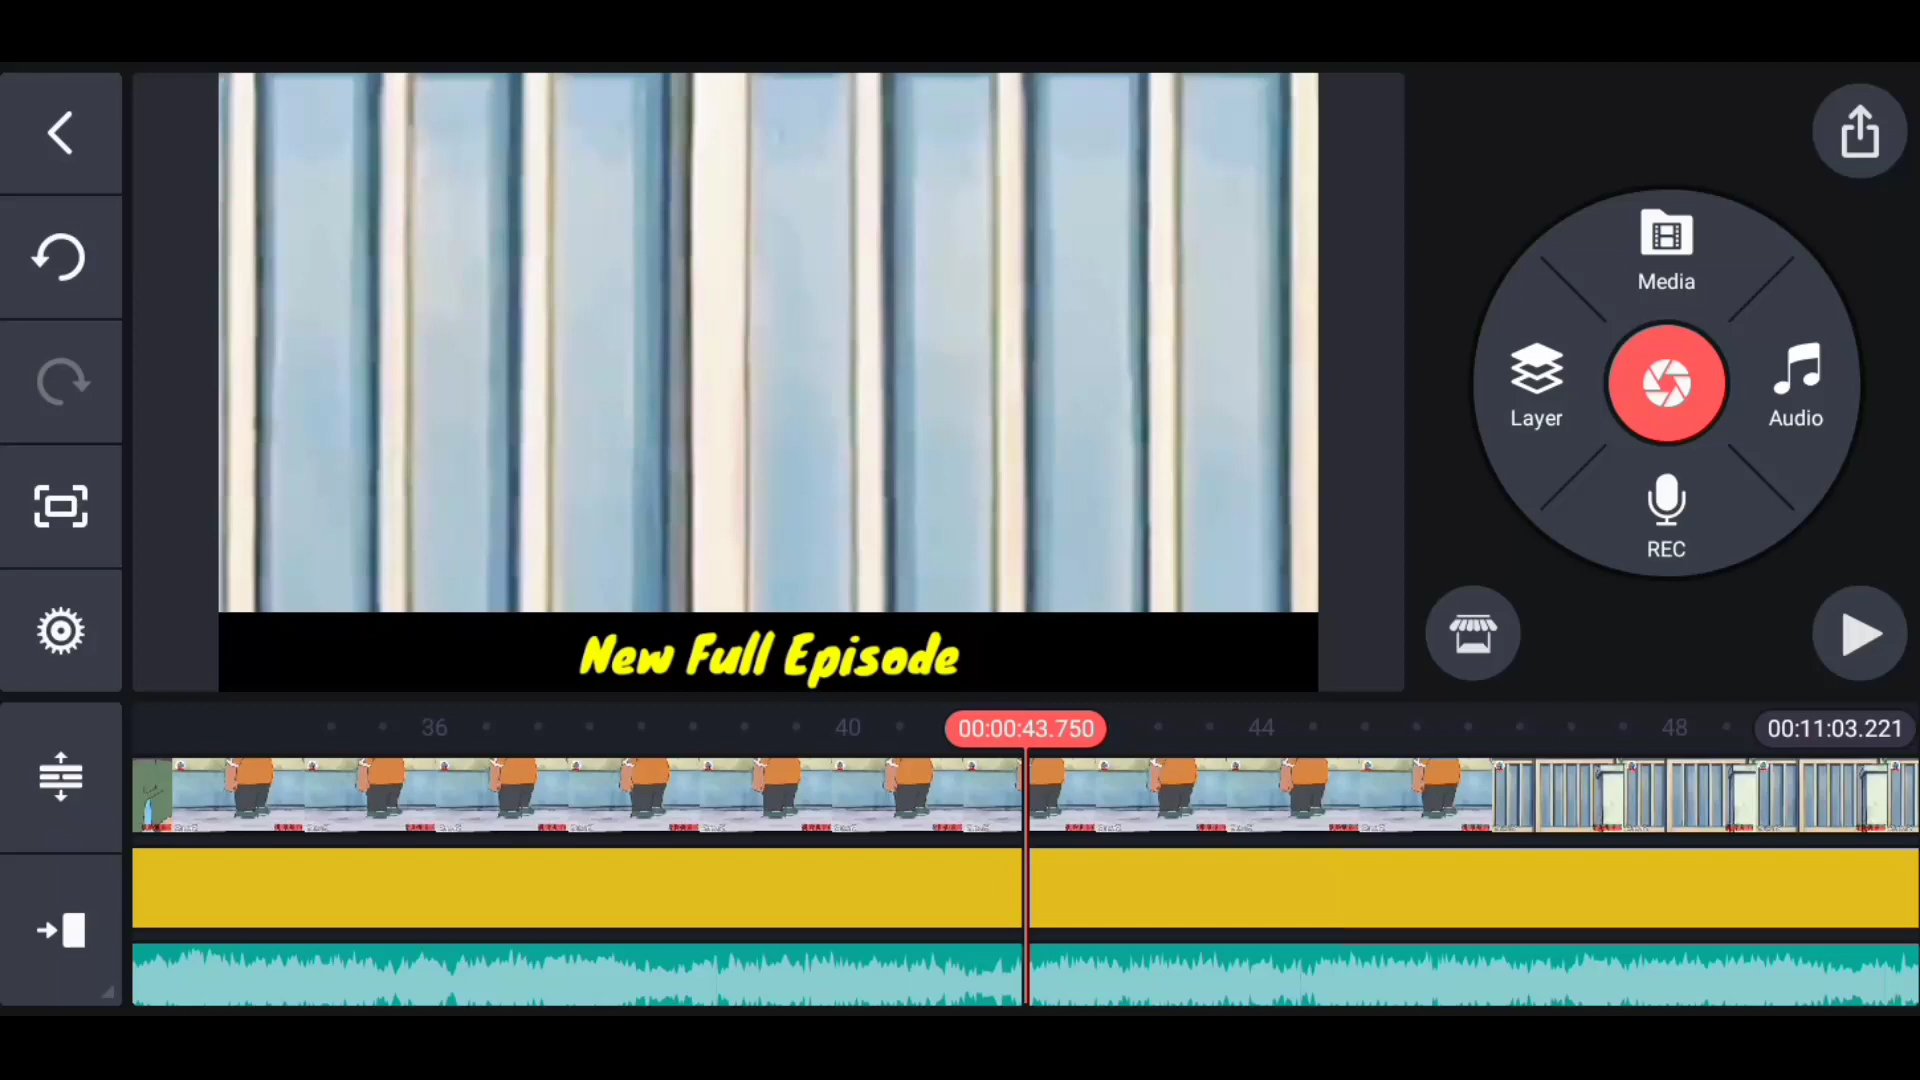 Media
Layer
Audio
REC
New Full Episode
36
40
00:00:43.750
44
48
00:11:03.221